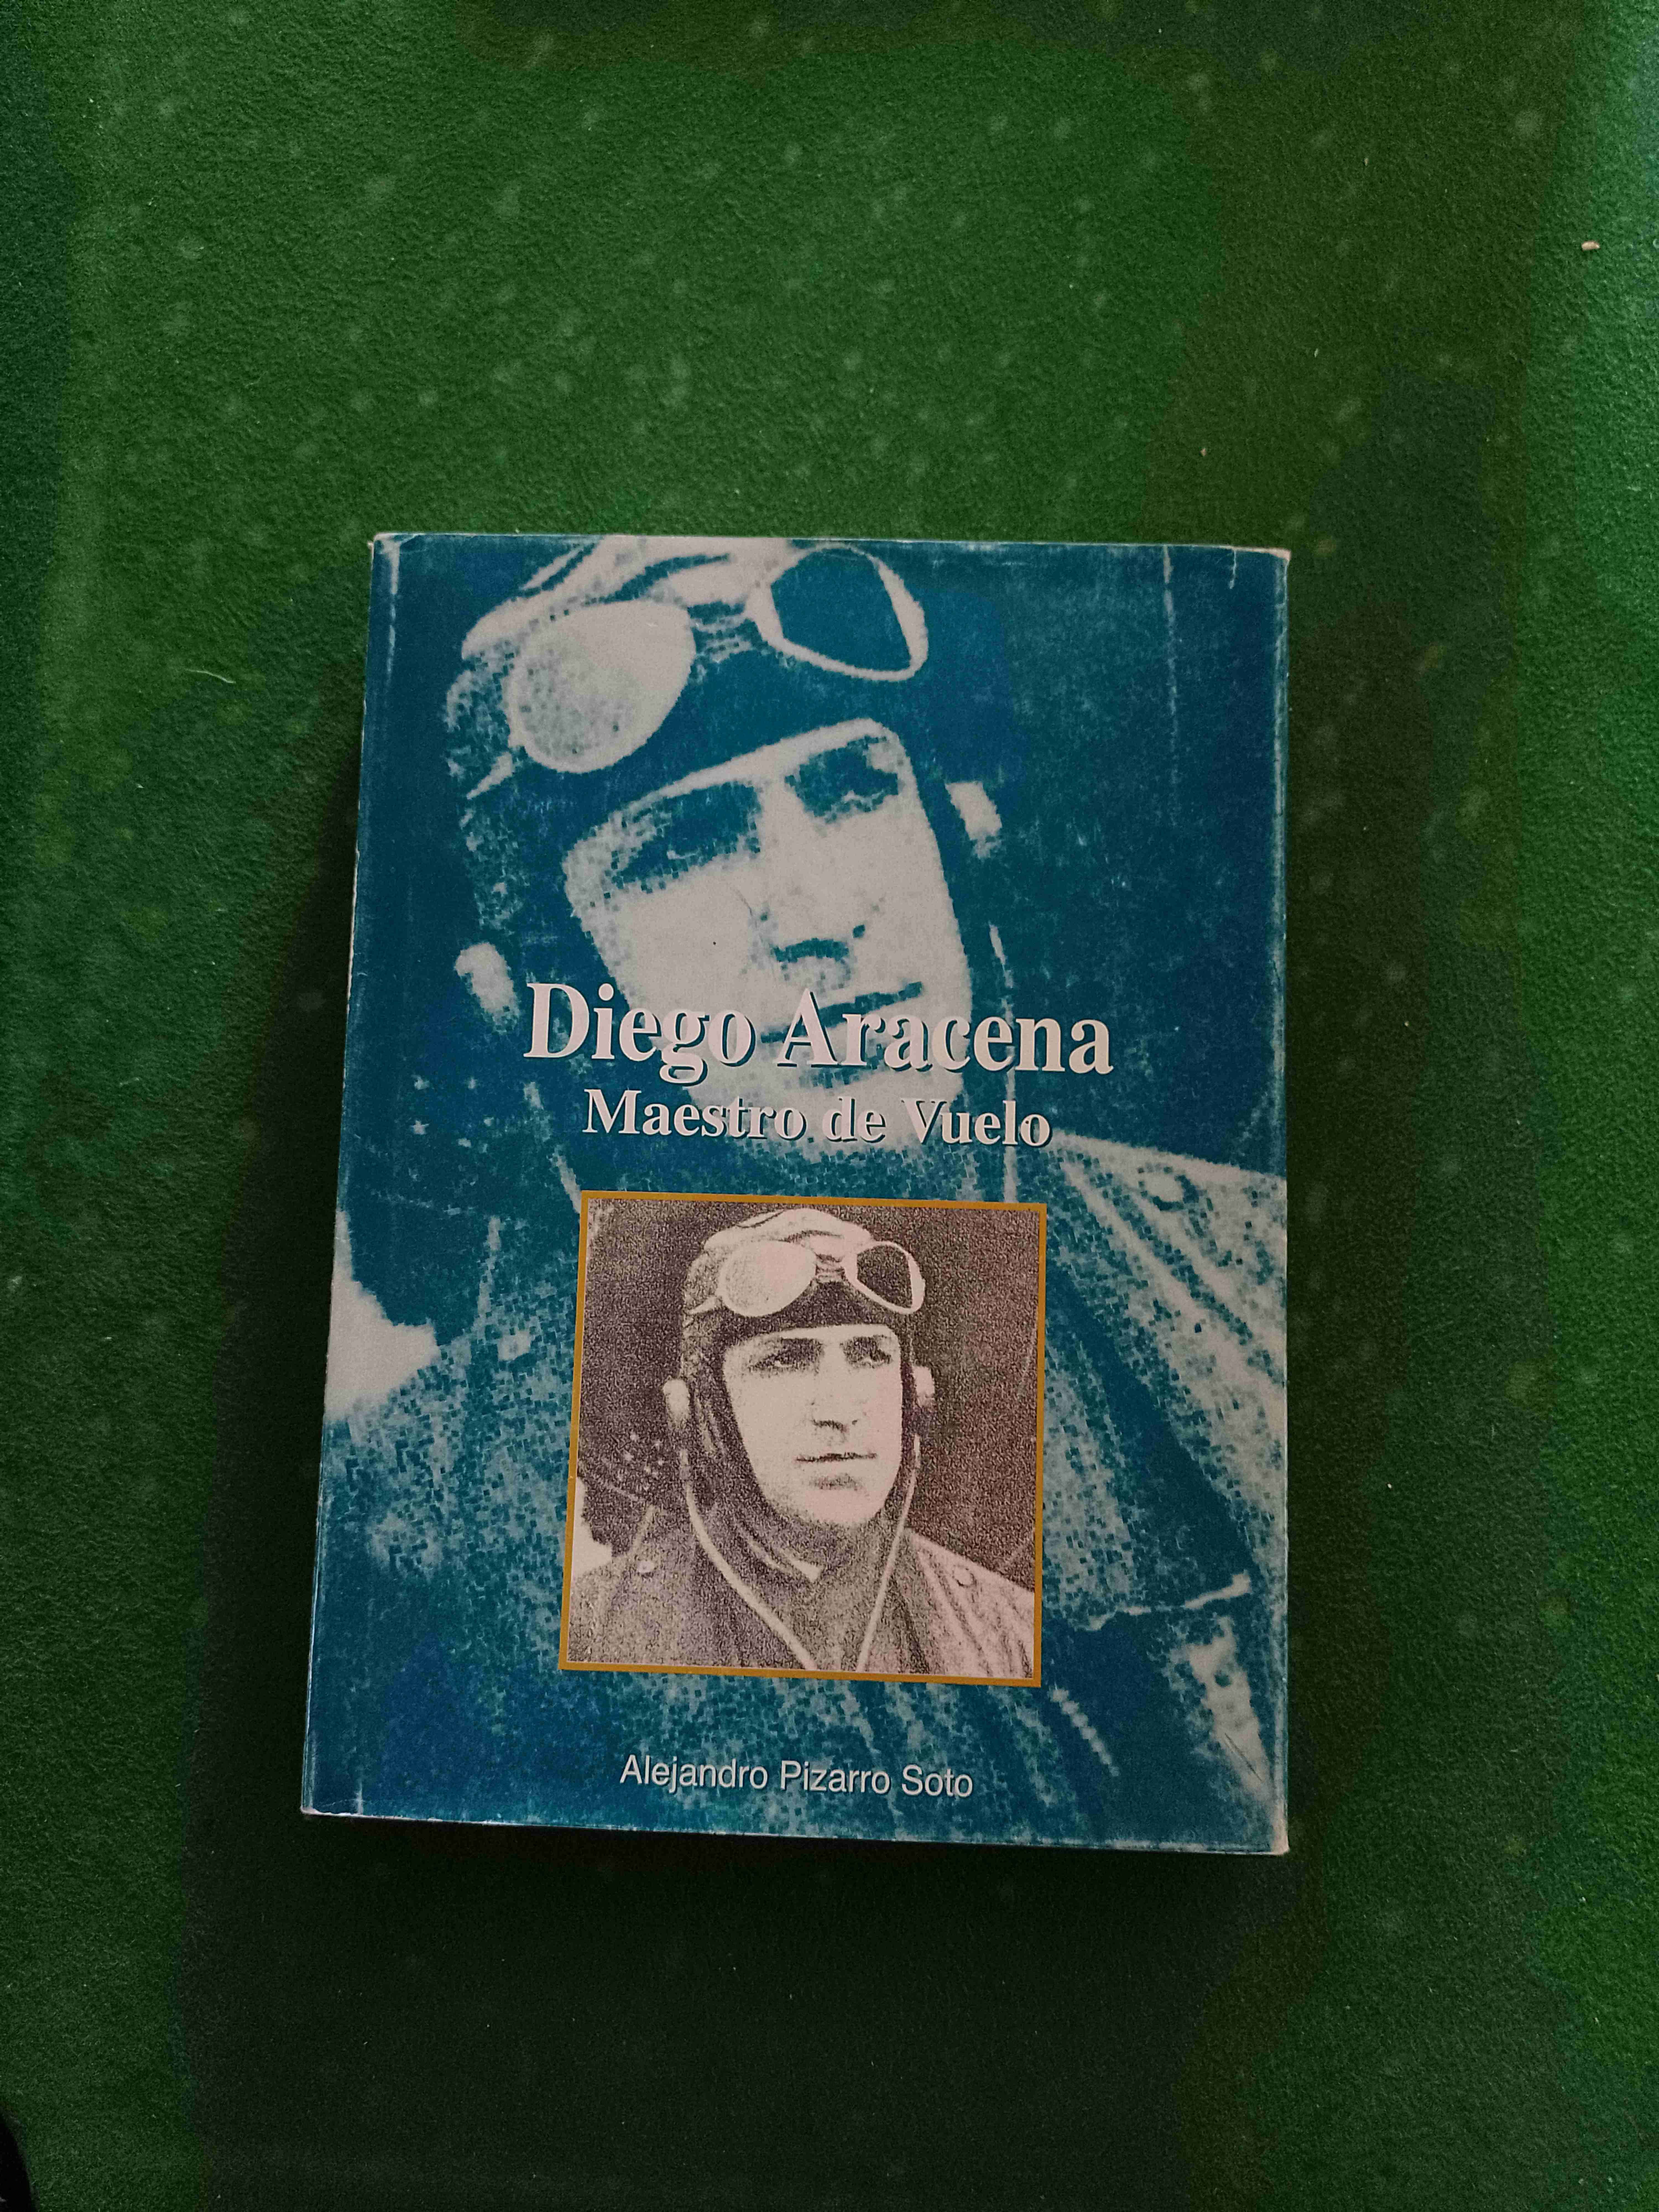 Diego Aracena
Maestro de Vuelo
Alejandro Pizarro Soto